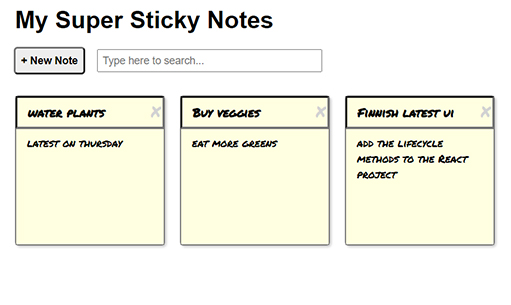 My Super Sticky Notes
+ New Note
Type here to search...
water plants
x
Buy veggies
x
Finnish latest ui
x
latest on thursday
eat more greens
add the lifecycle
methods to the React
project